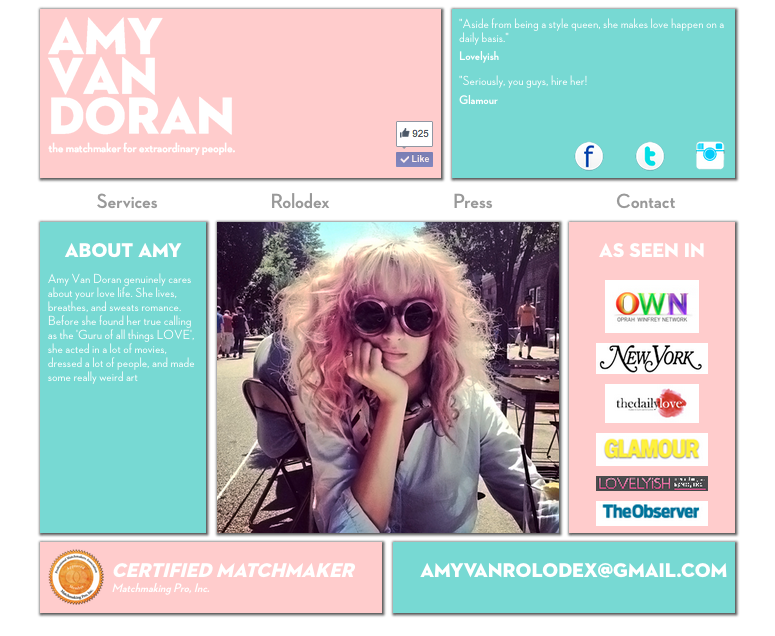 AMY
VAN
DORAN
the matchmaker for extraordinary people.
925
Like
"Aside from being a style queen, she makes love happen on a
daily basis."
Lovelyish
"Seriously, you guys, hire her!
Glamour
Services
Rolodex
Press
Contact
ABOUT AMY
Amy Van Doran genuinely cares
about your love life. She lives,
breathes, and sweats romance.
Before she found her true calling
as the 'Guru of all things LOVE',
she acted in a lot of movies,
dressed a lot of people, and made
some really weird art
AS SEEN IN
OWN
OPRAH WINFREY NETWORK
NEW YORK
thedailylove
GLAMOUR
LOVELYISH
TheObserver
CERTIFIED MATCHMAKER
Matchmaking Pro, Inc.
AMYVANROLODEX@GMAIL.COM